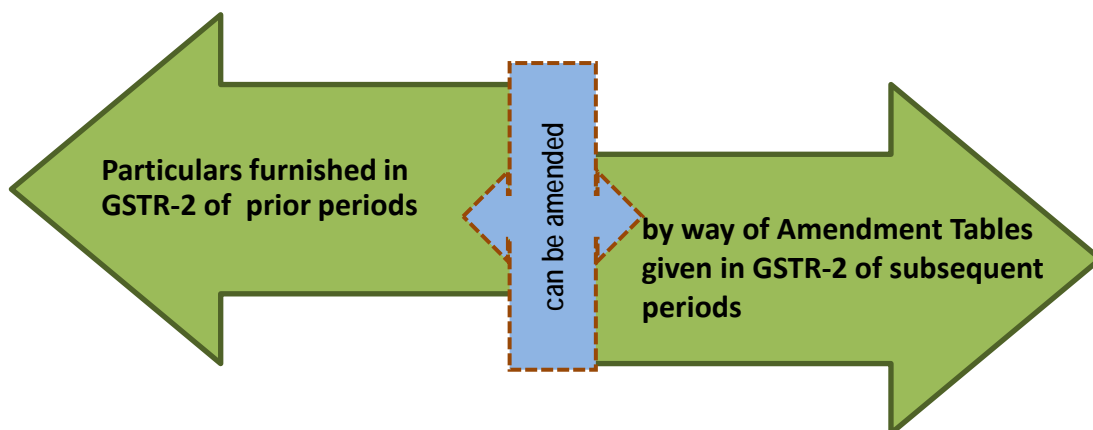 Particulars furnished in
GSTR-2 of prior periods
can be amended
by way of Amendment Tables
given in GSTR-2 of subsequent
periods